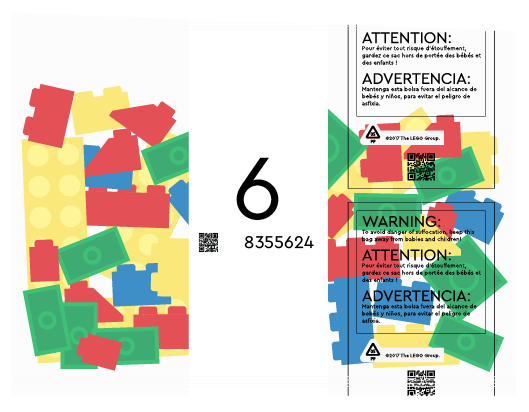 6
8355624
ATTENTION:
Pour éviter tout risque d'étouffement,
gardez ce sac hors de portée des bébés et
des enfants !
ADVERTENCIA:
Mantenga esta bolsa fuera del alcance de
bebés y niños, para evitar el peligro de
asfixia.
PP
©2017 The LEGO Group.
WARNING:
To avoid danger of suffocation, keep this
bag away from babies and children!
ATTENTION:
Pour éviter tout risque d'étouffement,
gardez ce sac hors de portée des bébés et
des enfants !
ADVERTENCIA:
Mantenga esta bolsa fuera del alcance de
bebés y niños, para evitar el peligro de
asfixia.
PP
©2017 The LEGO Group.